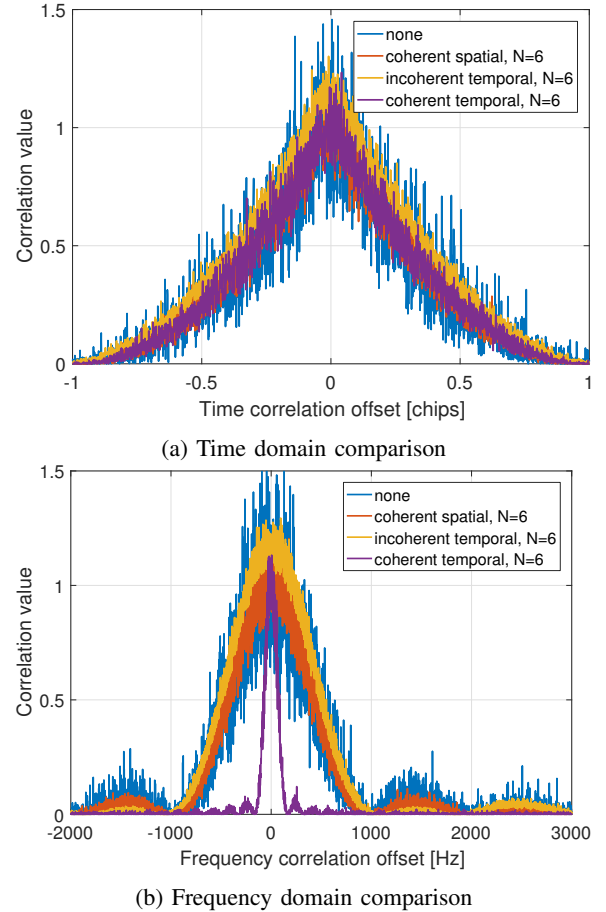 1.5
none
coherent spatial, N=6
incoherent temporal, N=6
coherent temporal, N=6
1
0.5
0
Correlation value
-1 -0.5 0 0.5 1
Time correlation offset [chips]
(a) Time domain comparison
1.5
none
coherent spatial, N=6
incoherent temporal, N=6
coherent temporal, N=6
1
0.5
0
Correlation value
-2000 -1000 0 1000 2000 3000
Frequency correlation offset [Hz]
(b) Frequency domain comparison